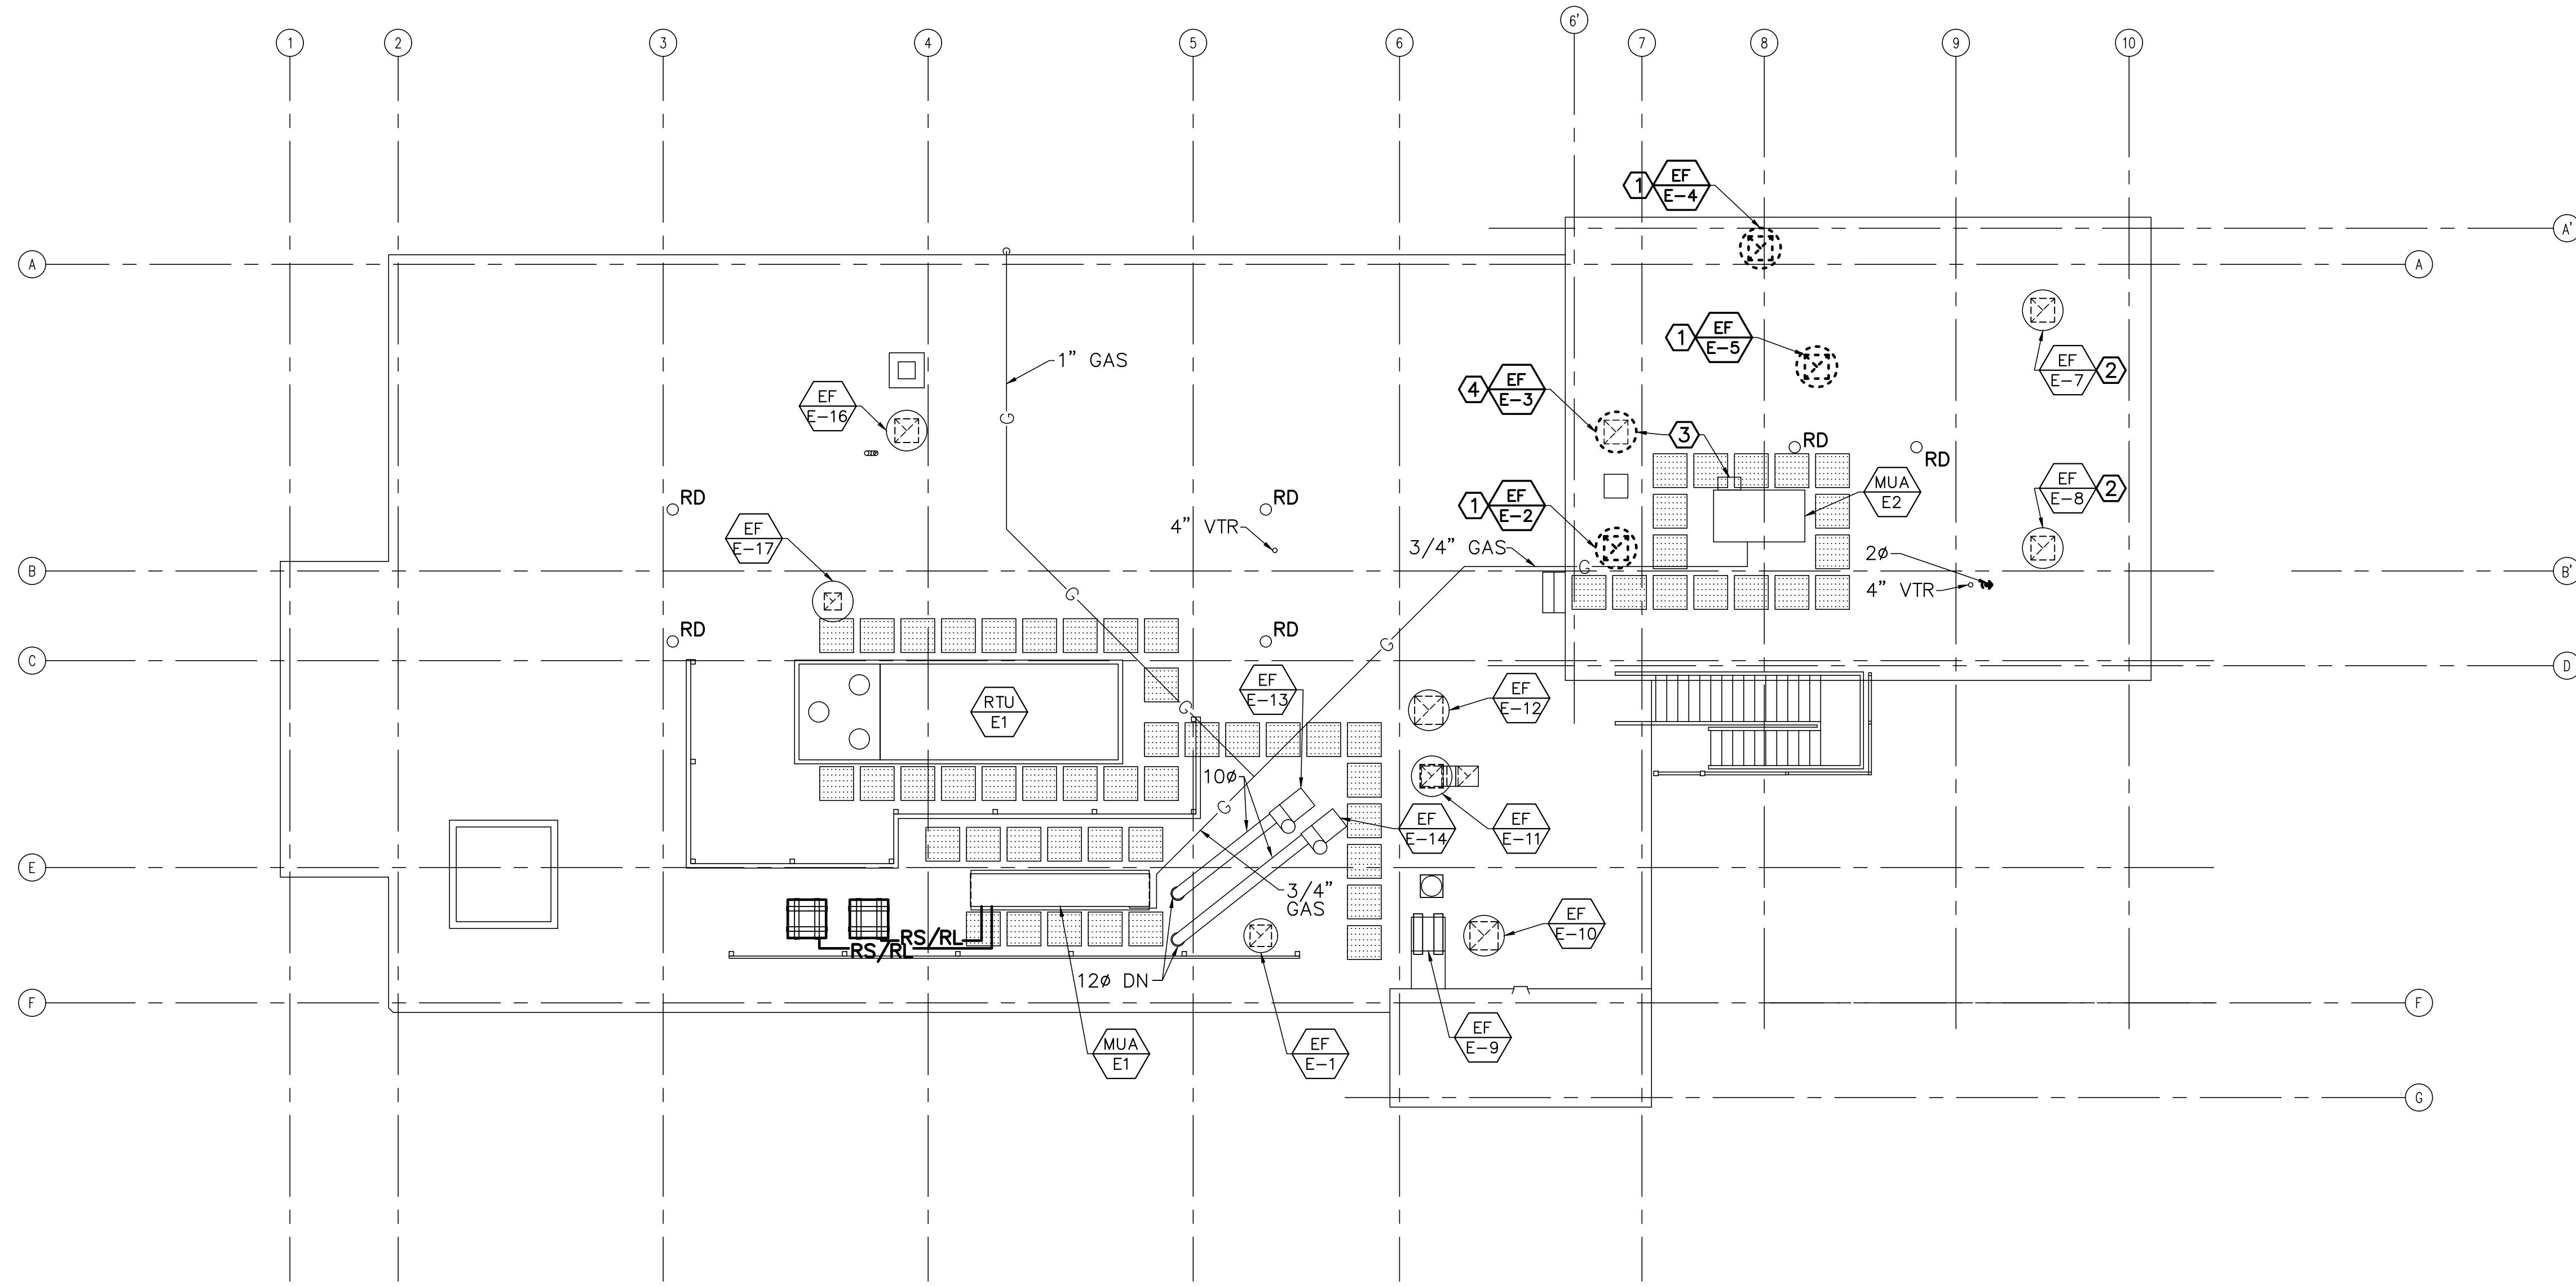 6'
1
2
3
4
5
6
7
8
9
10
1
EF
E-4
A'
A
A
1
EF
E-5
1" GAS
EF
E-7
2
4
EF
E-3
EF
E-16
G
3
RD
RD
MUA
E2
EF
E-8
2
RD
RD
1
EF
E-2
4" VTR
EF
E-17
3/4" GAS
G
2ø
B
B'
4" VTR
G
RD
RD
G
C
D
EF
E-13
EF
E-12
RTU
E1
G
10ø
G
EF
E-14
EF
E-11
E
3/4"
GAS
EF
E-10
RS/RL
RS/RL
12ø DN
F
F
EF
E-9
MUA
E1
EF
E-1
G